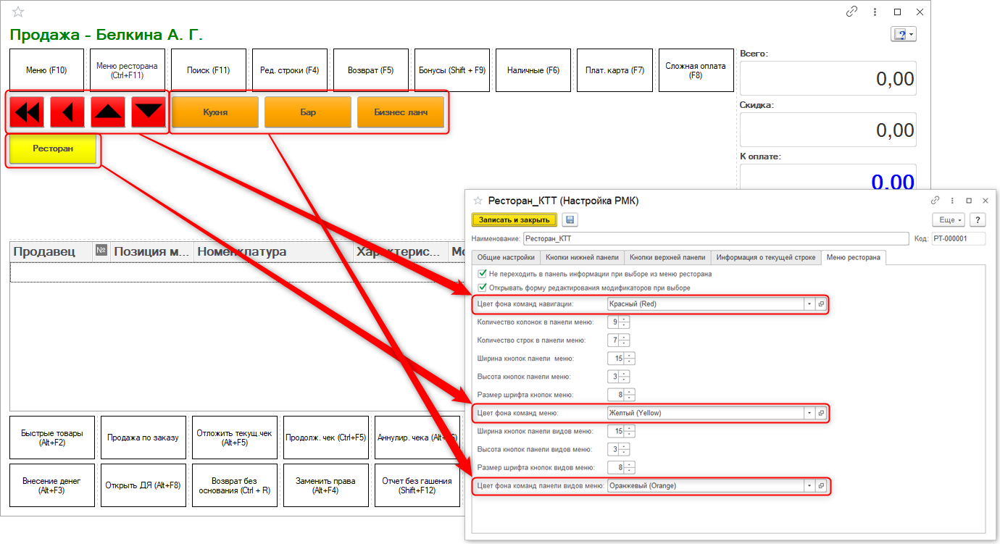 Продажа - Белкина А. Г.
Меню (F10)
Меню ресторана
(Ctrl+F11)
Поиск (F11)
Ред. строки (F4)
Возврат (F5)
Бонусы (Shift + F9)
Наличные (F6)
Плат. карта (F7)
Сложная оплата
(F8)
Всего:
0,00
Скидка:
0,00
К оплате:
0,00
Кухня
Бар
Бизнес ланч
Ресторан
Продавец
№
Позиция м...
Номенклатура
Характерис...
Быстрые товары
(Alt+F2)
Продажа по заказу
Отложить текущ.чек
(Alt+F5)
Продолж. чек (Ctrl+F5)
Аннулир. чека
Внесение денег
(Alt+F3)
Открыть ДЯ (Alt+F8)
Возврат без
основания (Ctrl + R)
Заменить права
(Alt+F4)
Отчет без гашения
(Shift+F12)
Ресторан_КТТ (Настройка РМК)
Записать и закрыть
Еще
?
Наименование:
Ресторан_КТТ
Код:
РТ-000001
Общие настройки
Кнопки нижней панели
Кнопки верхней панели
Информация о текущей строке
Меню ресторана
Не переходить в панель информации при выборе из меню ресторана
Открывать форму редактирования модификаторов при выборе
Цвет фона команд навигации: Красный (Red)
Количество колонок в панели меню: 9
Количество строк в панели меню: 7
Ширина кнопок панели меню: 15
Высота кнопок панели меню: 3
Размер шрифта кнопок меню: 8
Цвет фона команд меню: Желтый (Yellow)
Ширина кнопок панели видов меню: 15
Высота кнопок панели видов меню: 3
Размер шрифта кнопок видов меню: 8
Цвет фона команд панели видов меню: Оранжевый (Orange)